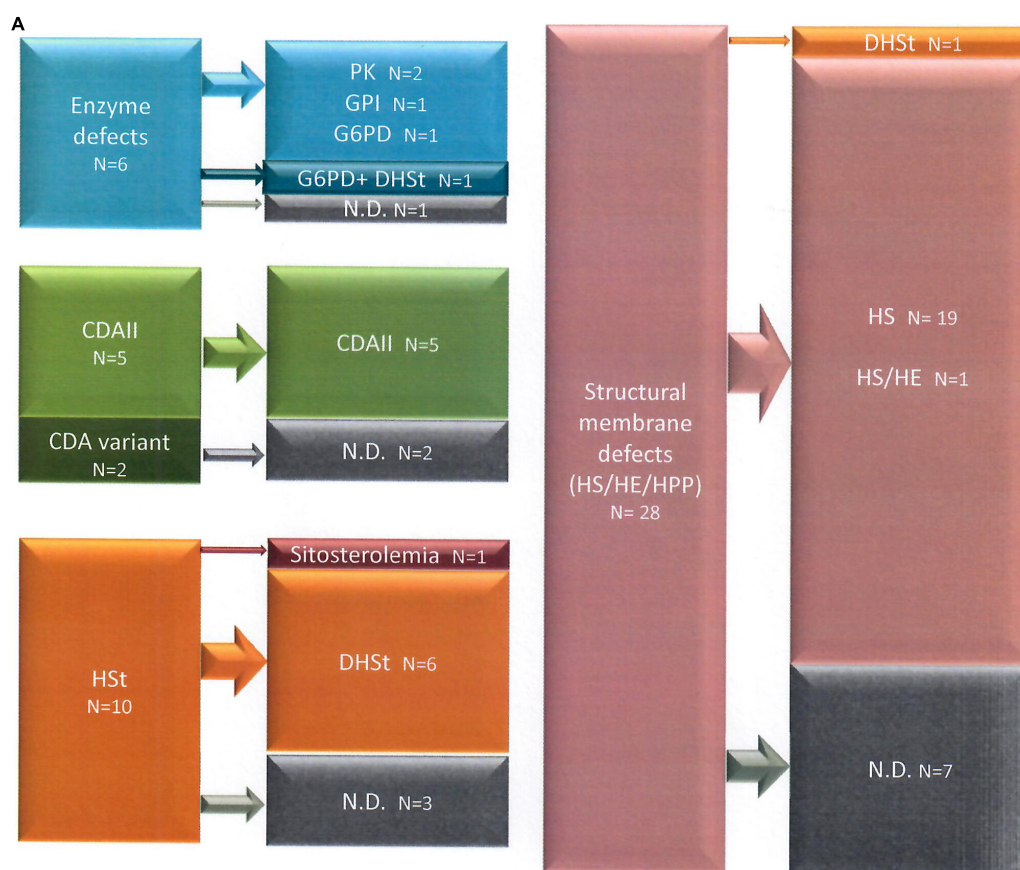 A
Enzyme
defects
N=6
PK N=2
GPI N=1
G6PD N=1
G6PD+ DHSt N=1
N.D. N=1
CDAII
N=5
CDA variant
N=2
CDAII N=5
N.D. N=2
HSt
N=10
Sitosterolemia N=1
DHSt N=6
N.D. N=3
Structural
membrane
defects
(HS/HE/HPP)
N= 28
DHSt N=1
HS N= 19
HS/HE N=1
N.D. N=7